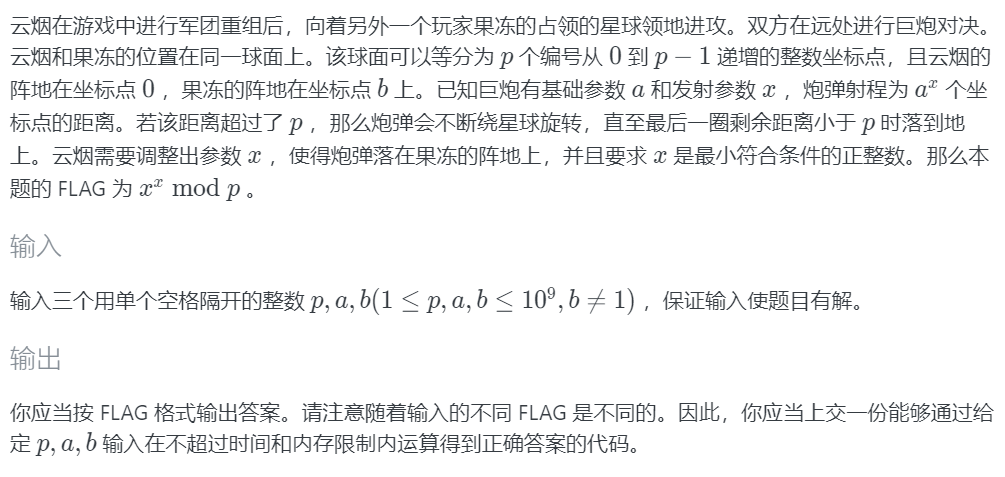 云烟在游戏中进行军团重组后，向着另外一个玩家果冻的占领的星球领地进攻。双方在远处进行巨炮对决。
云烟和果冻的位置在同一球面上。该球面可以等分为 p 个编号从 0 到 p − 1 递增的整数坐标点，且云烟的
阵地在坐标点 0 ，果冻的阵地在坐标点 b 上。已知巨炮有基础参数 a 和发射参数 x ，炮弹射程为 a^x 个坐
标点的距离。若该距离超过了 p ，那么炮弹会不断绕星球旋转，直至最后一圈剩余距离小于 p 时落到地
上。云烟需要调整出参数 x ，使得炮弹落在果冻的阵地上，并且要求 x 是最小符合条件的正整数。那么本
题的 FLAG 为 x^x mod p 。
输入
输入三个用单个空格隔开的整数 p, a, b(1 ≤ p, a, b ≤ 10^9, b ≠ 1) ，保证输入使题目有解。
输出
你应当按 FLAG 格式输出答案。请注意随着输入的不同 FLAG 是不同的。因此，你应当上交一份能够通过给
定 p, a, b 输入在不超过时间和内存限制内运算得到正确答案的代码。